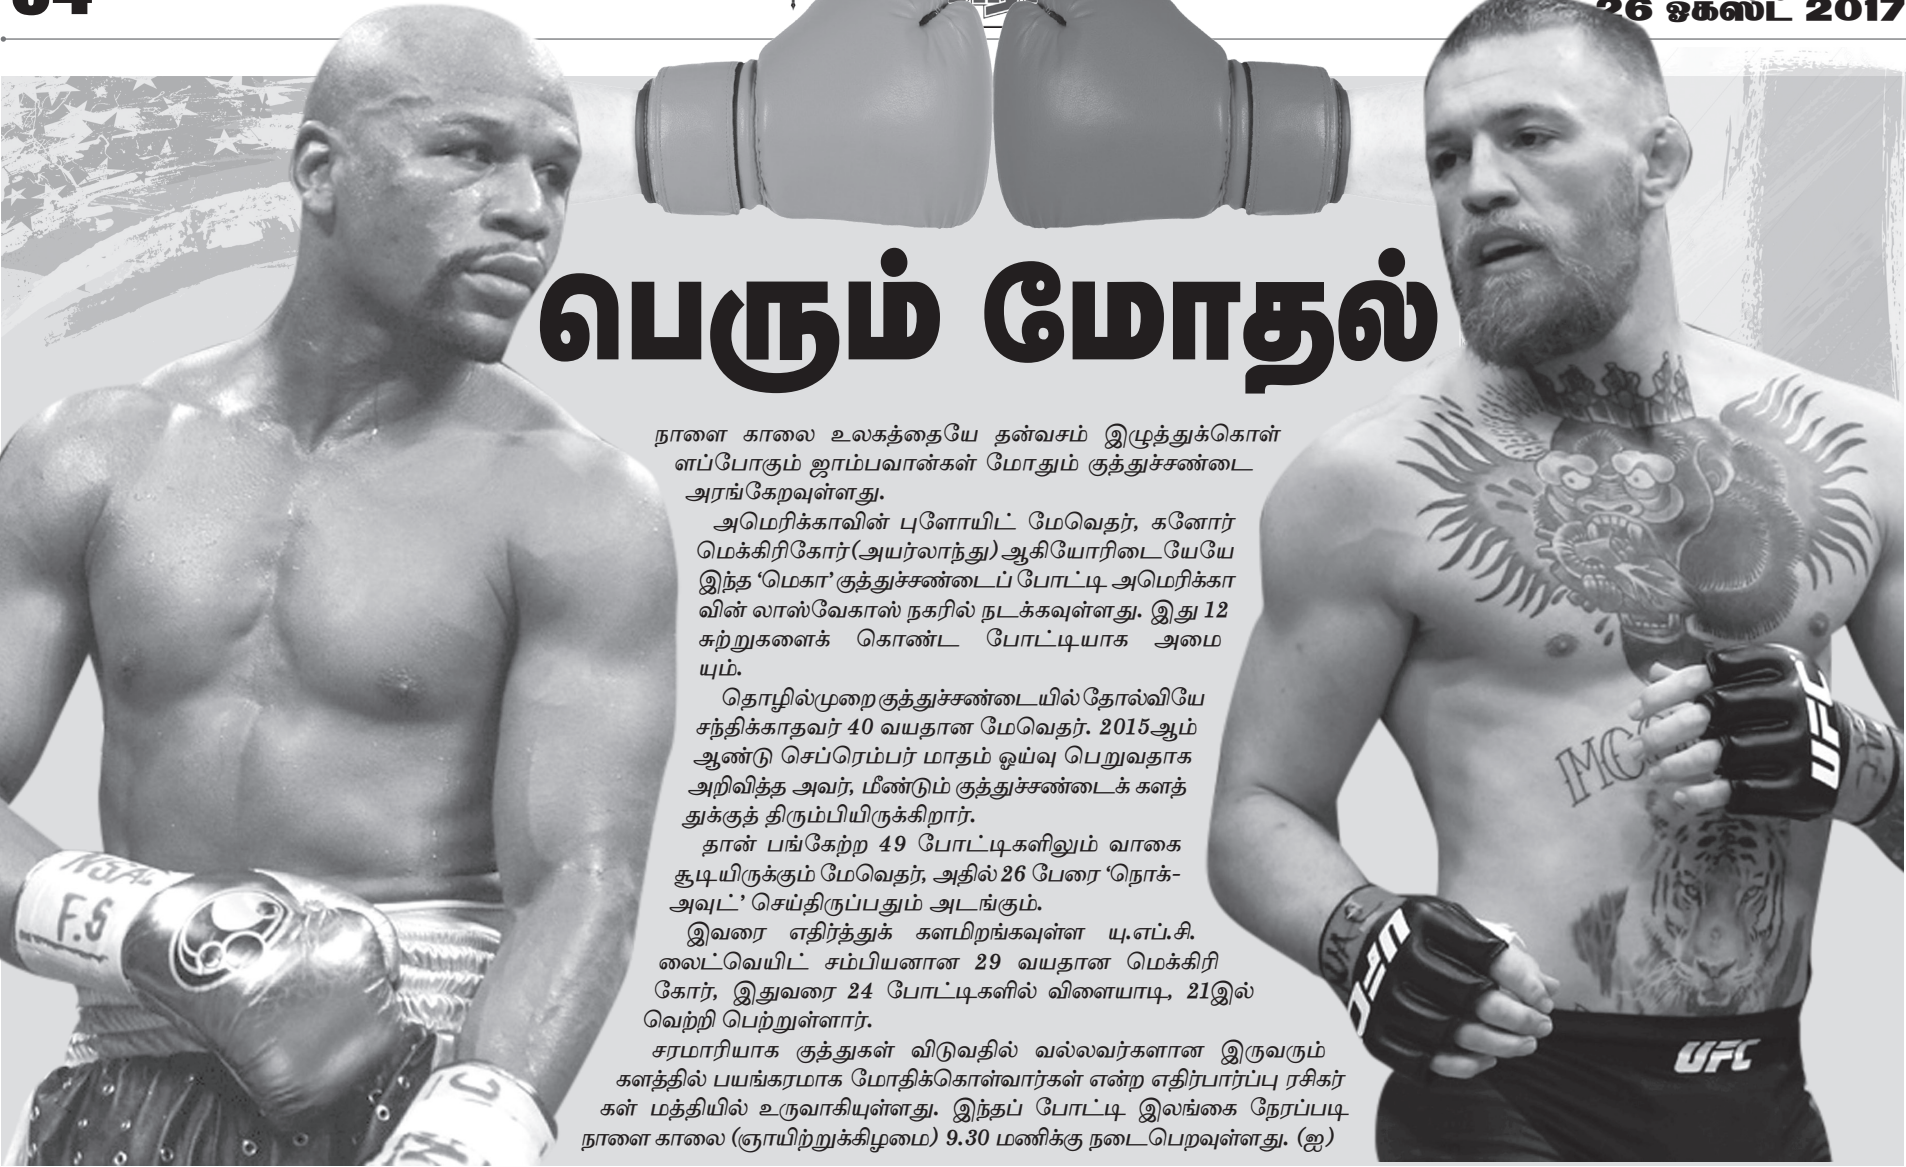 26 ஓகஸ்ட் 2017
பெரும் மோதல்
நாளை காலை உலகத்தையே தன்வசம் இழுத்துக்கொள்
ளப்போகும் ஜாம்பவான்கள் மோதும் குத்துச்சண்டை
அரங்கேறவுள்ளது.
அமெரிக்காவின் புளோயிட் மேவெதர், கனோர்
மெக்கிரிகோர்(அயர்லாந்து)ஆகியோரிடையேயே
இந்த ‘மெகா’ குத்துச்சண்டைப் போட்டி அமெரிக்கா
வின் லாஸ்வேகாஸ் நகரில் நடக்கவுள்ளது. இது 12
சுற்றுகளைக் கொண்ட போட்டியாக அமை
யும்.
தொழில்முறை குத்துச்சண்டையில் தோல்வியே
சந்திக்காதவர் 40 வயதான மேவெதர். 2015ஆம்
ஆண்டு செப்ரெம்பர் மாதம் ஓய்வு பெறுவதாக
அறிவித்த அவர், மீண்டும் குத்துச்சண்டைக் களத்
துக்குத் திரும்பியிருக்கிறார்.
தான் பங்கேற்ற 49 போட்டிகளிலும் வாகை
சூடியிருக்கும் மேவெதர், அதில் 26 பேரை ‘நொக்-
அவுட்’ செய்திருப்பதும் அடங்கும்.
இவரை எதிர்த்துக் களமிறங்கவுள்ள யு.எப்.சி.
லைட்வெயிட் சம்பியனான 29 வயதான மெக்கிரி
கோர், இதுவரை 24 போட்டிகளில் விளையாடி, 21இல்
வெற்றி பெற்றுள்ளார்.
சரமாரியாக குத்துகள் விடுவதில் வல்லவர்களான இருவரும்
களத்தில் பயங்கரமாக மோதிக்கொள்வார்கள் என்ற எதிர்பார்ப்பு ரசிகர்
கள் மத்தியில் உருவாகியுள்ளது. இந்தப் போட்டி இலங்கை நேரப்படி
நாளை காலை (ஞாயிற்றுக்கிழமை) 9.30 மணிக்கு நடைபெறவுள்ளது. (ஐ)
F.S
UFC
UFC
UFC